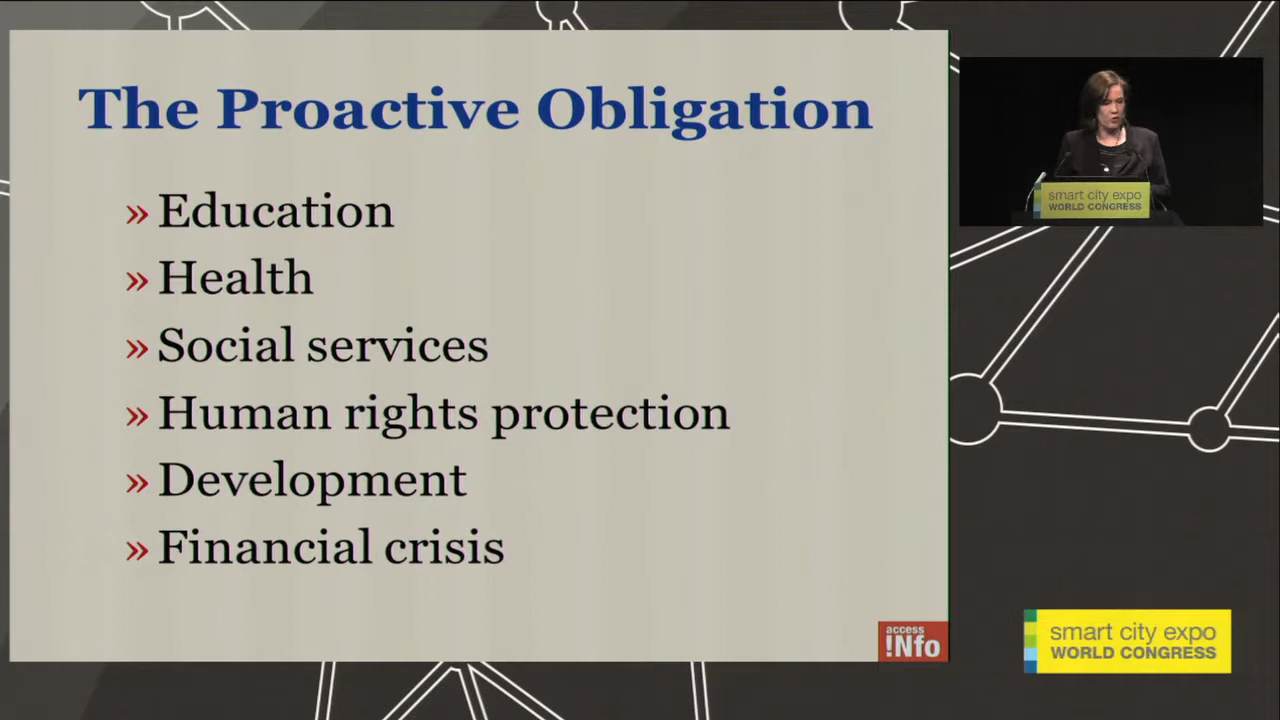 The Proactive Obligation
» Education
» Health
» Social services
» Human rights protection
» Development
» Financial crisis
access
!Nfo
smart city expo
WORLD CONGRESS
smart city expo
WORLD CONGRESS